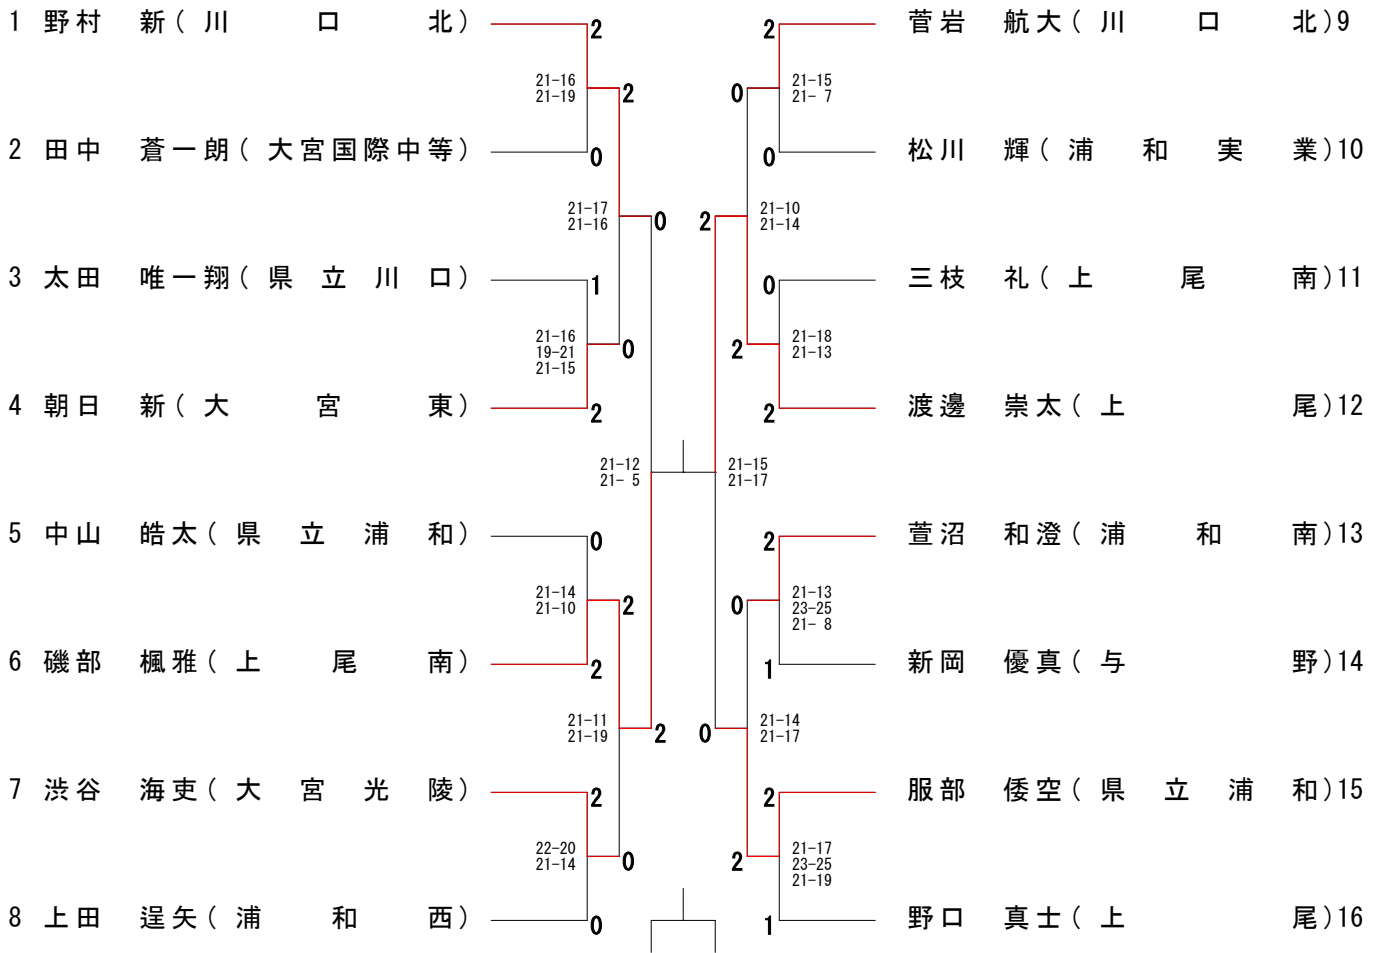 1 野村 新(川口北) 2 2 菅岩 航大(川口北)9
21-16 21-15
21-19 2 0 21- 7
2 田中 蒼一朗(大宮国際中等) 0 0 松川 輝(浦和実業)10
21-17 0 2 21-10
21-16 21-14
3 太田 唯一翔(県立川口) 1 0 三枝 礼(上尾南)11
21-16 21-18
19-21 0 2 21-13
21-15
4 朝日 新(大宮東) 2 2 渡邊 崇太(上尾)12
21-12 21-15
21- 5 21-17
5 中山 皓太(県立浦和) 0 2 萱沼 和澄(浦和南)13
21-14 21-13
21-10 2 0 23-25
21- 8
6 磯部 楓雅(上尾南) 2 1 新岡 優真(与野)14
21-11 21-14
21-19 2 0 21-17
7 渋谷 海吏(大宮光陵) 2 2 服部 倭空(県立浦和)15
22-20 21-17
21-14 0 2 23-25
21-19
8 上田 逞矢(浦和西) 0 1 野口 真士(上尾)16